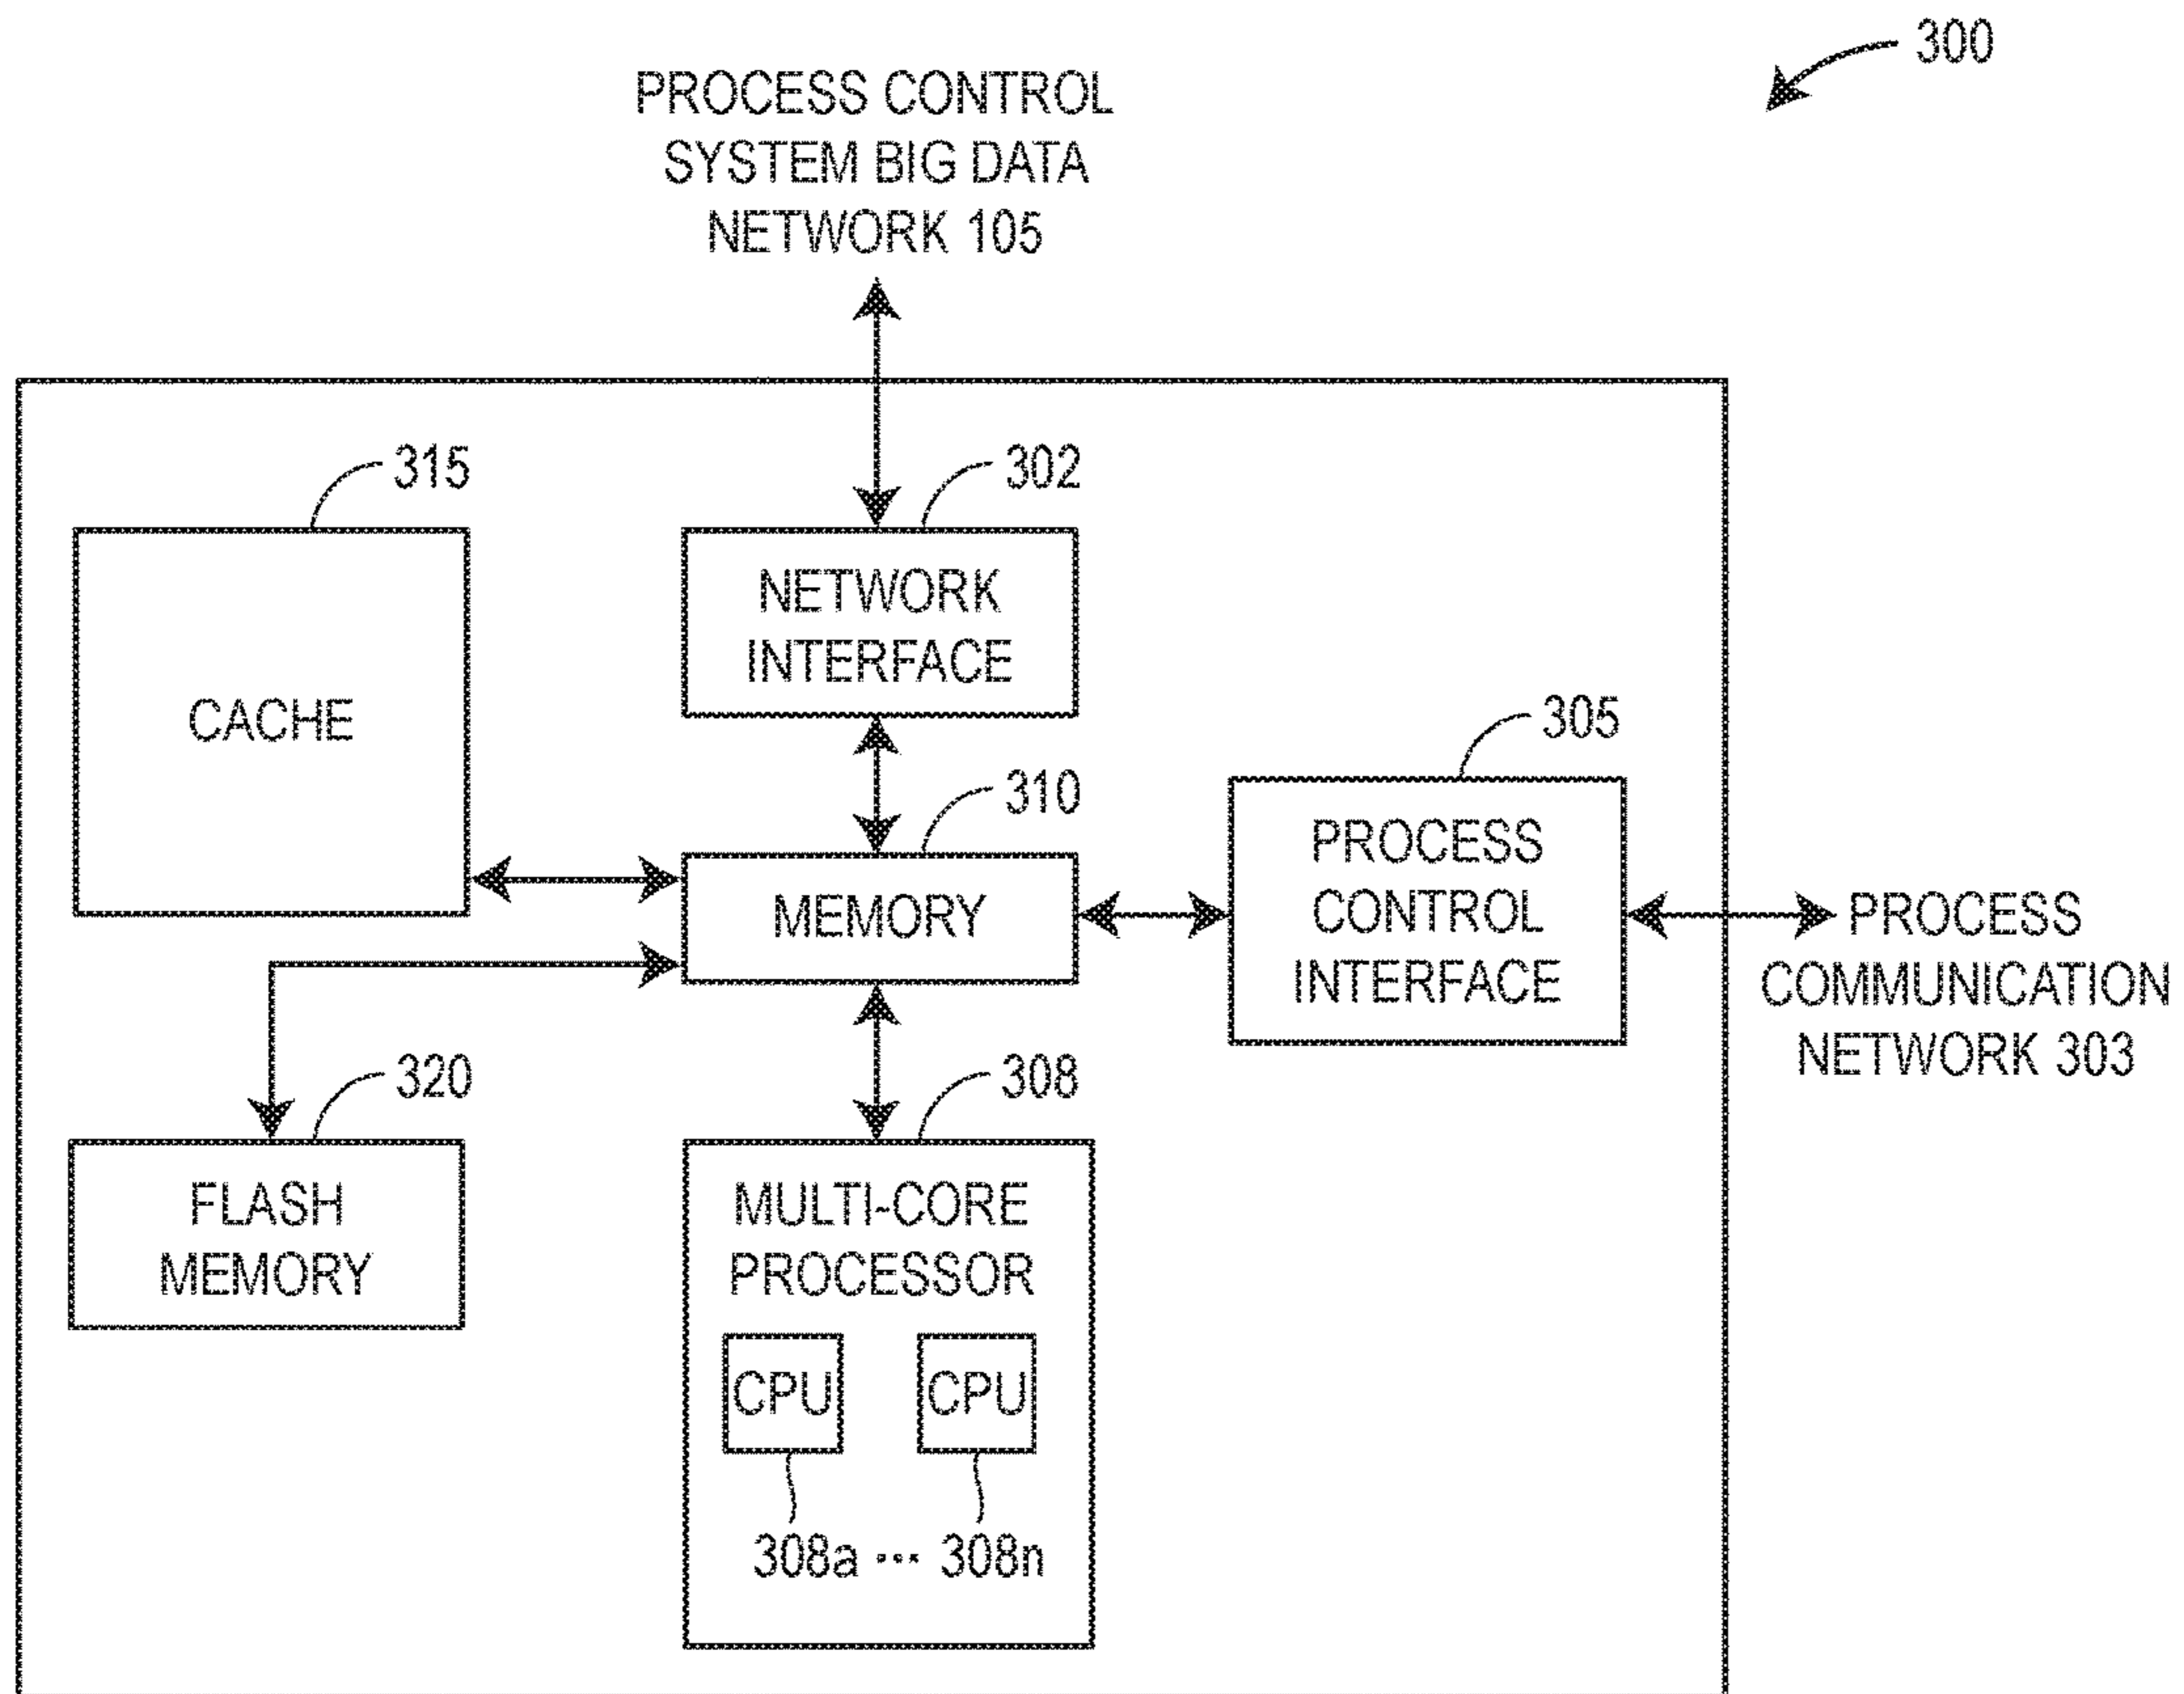 300
PROCESS CONTROL
SYSTEM BIG DATA
NETWORK 105
315
302
NETWORK
INTERFACE
CACHE
305
310
PROCESS
CONTROL
INTERFACE
MEMORY
PROCESS
COMMUNICATION
NETWORK 303
320
308
FLASH
MEMORY
MULTI-CORE
PROCESSOR
CPU
CPU
308a ... 308n